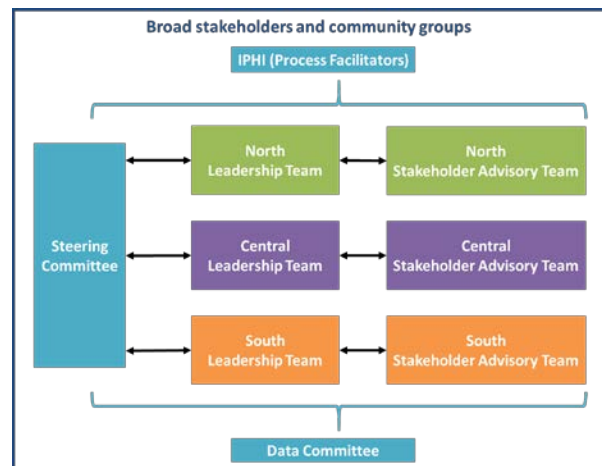 Broad stakeholders and community groups
IPHI (Process Facilitators)
Steering
Committee
North
Leadership Team
North
Stakeholder Advisory Team
Central
Leadership Team
Central
Stakeholder Advisory Team
South
Leadership Team
South
Stakeholder Advisory Team
Data Committee